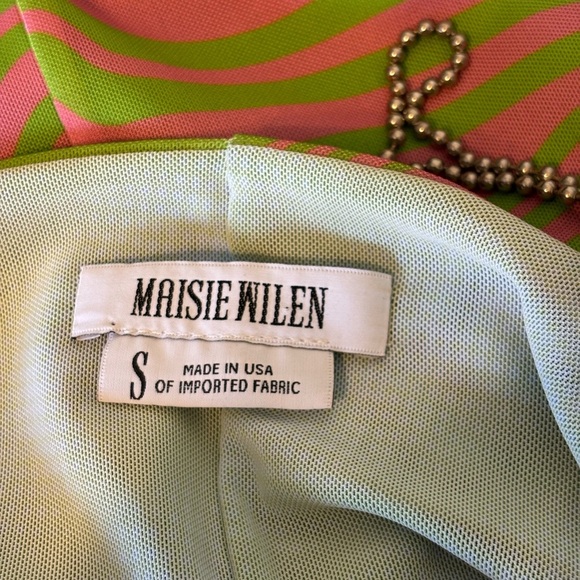 MAISIE WILEN
S
MADE IN USA
OF IMPORTED FABRIC